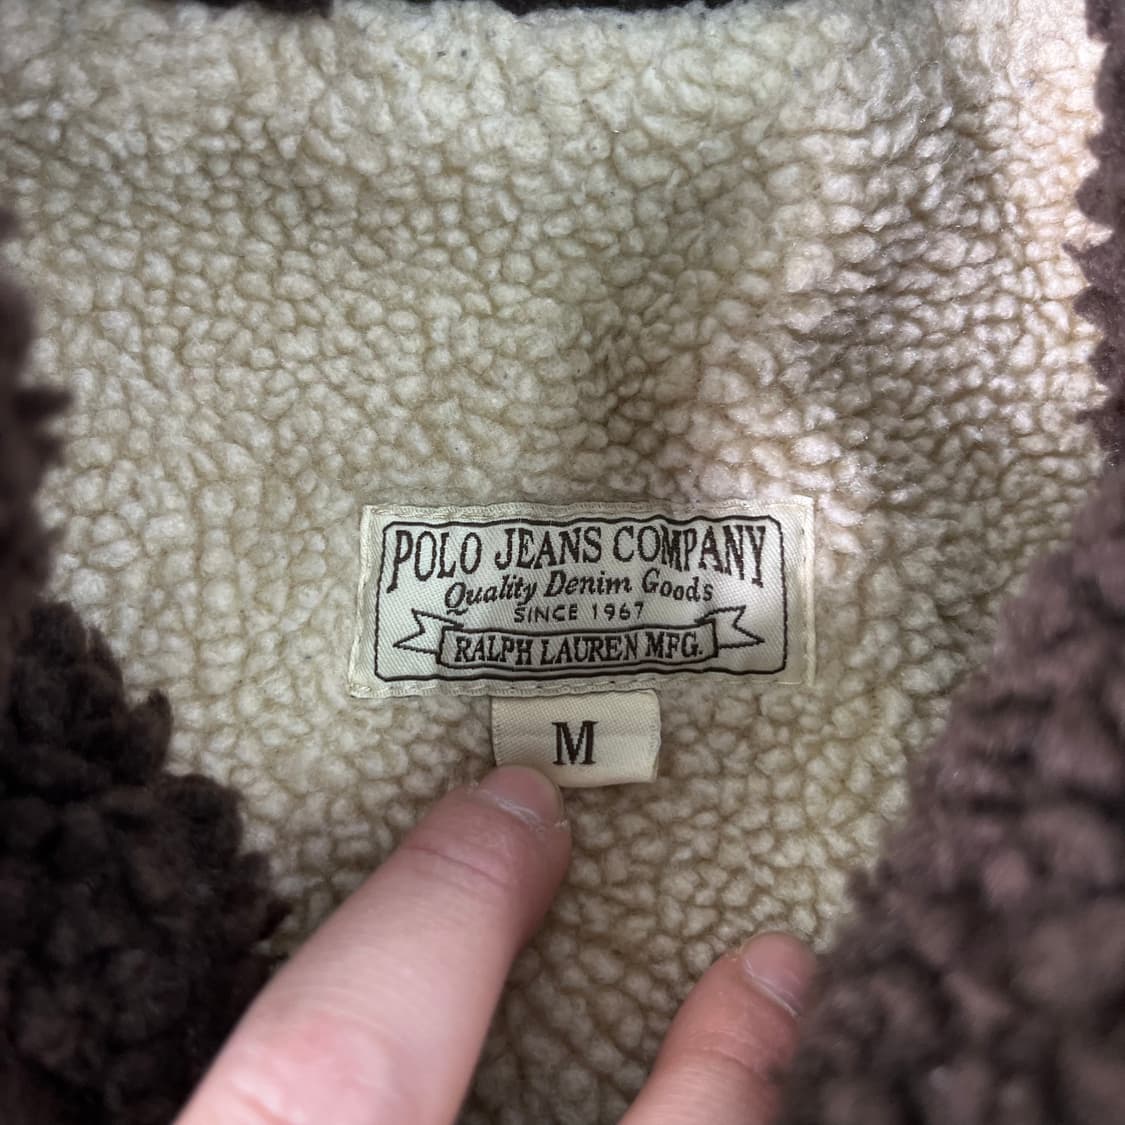 POLO JEANS COMPANY
Quality Denim Goods
SINCE 1967
RALPH LAUREN MFG.
M